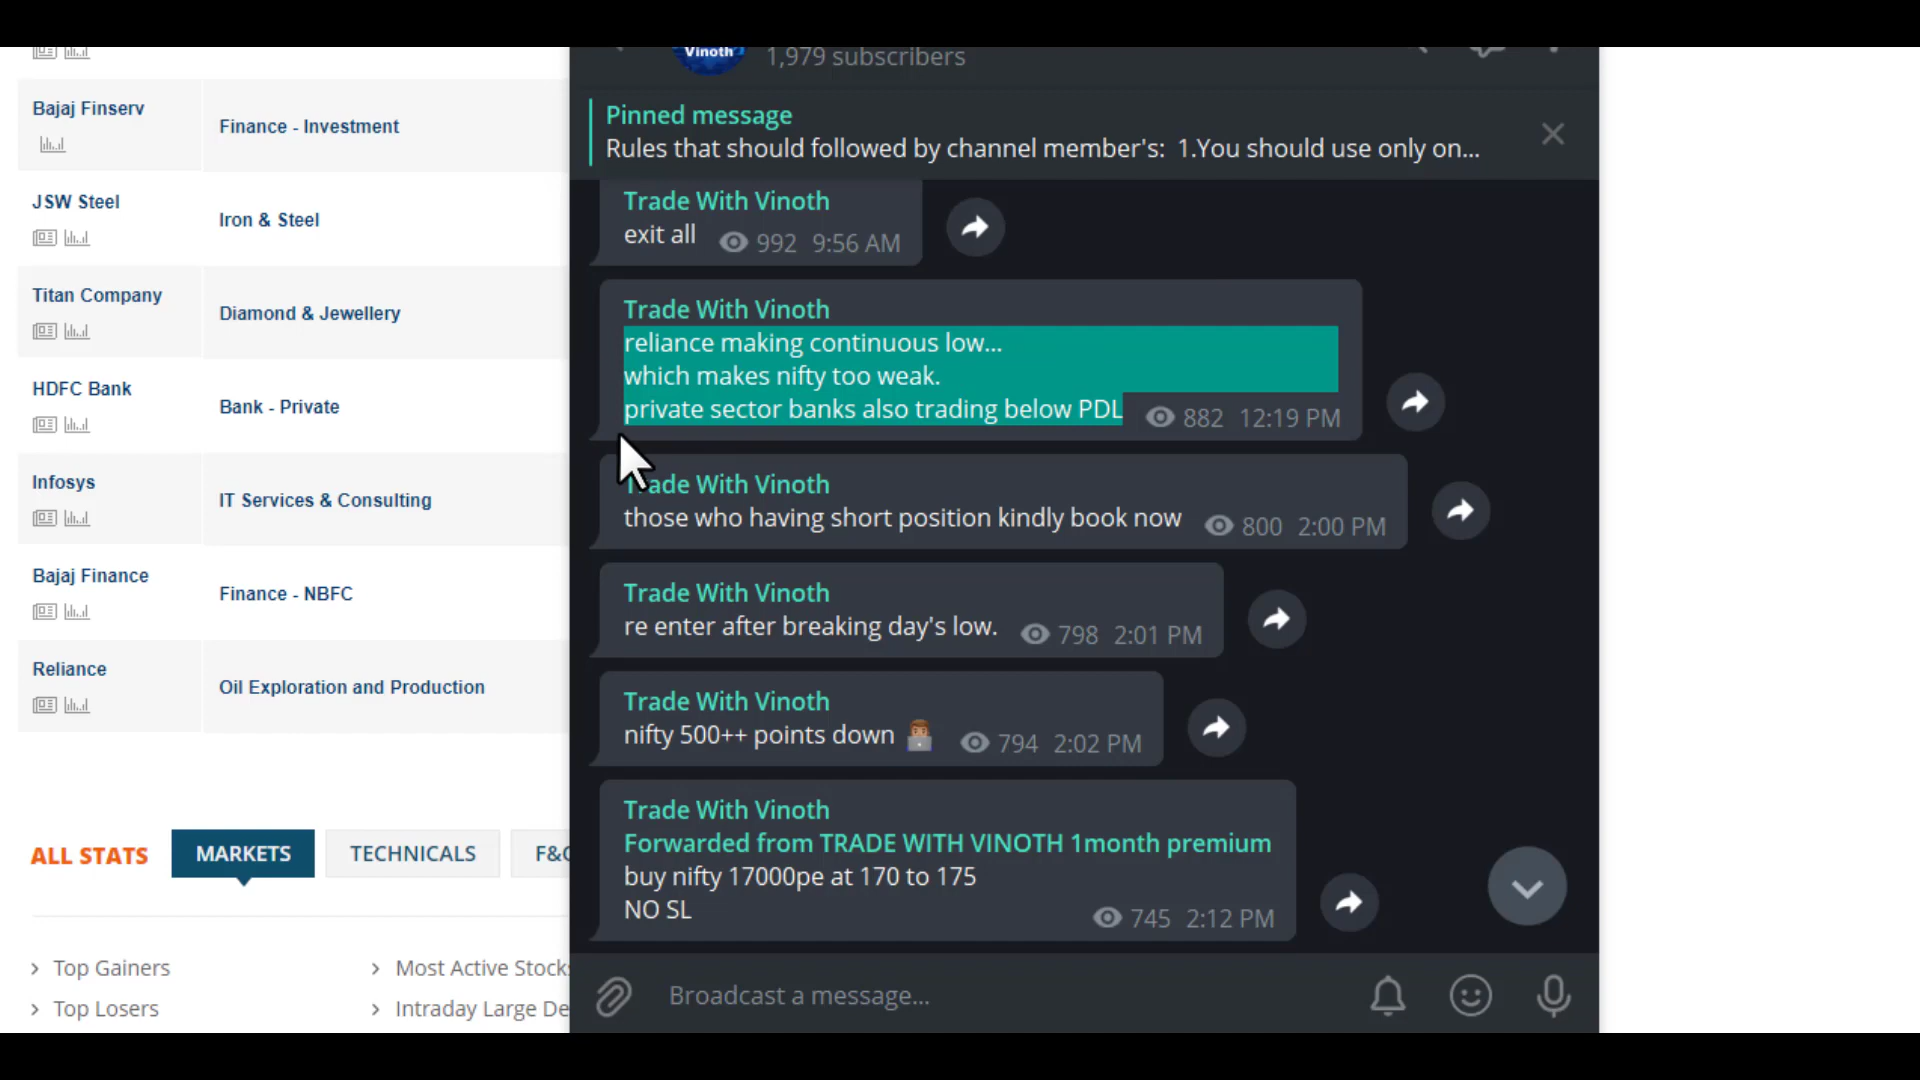 Bajaj Finserv
Finance - Investment
JSW Steel
Iron & Steel
Titan Company
Diamond & Jewellery
HDFC Bank
Bank - Private
Infosys
IT Services & Consulting
Bajaj Finance
Finance - NBFC
Reliance
Oil Exploration and Production
ALL STATS
MARKETS
TECHNICALS
Top Gainers
Most Active Stocks
Top Losers
Intraday Large De
Vinoth
1,979 subscribers
Pinned message
Rules that should followed by channel member's: 1.You should use only on...
Trade With Vinoth
exit all 992 9:56 AM
Trade With Vinoth
reliance making continuous low...
which makes nifty too weak.
private sector banks also trading below PDL 882 12:19 PM
Trade With Vinoth
those who having short position kindly book now 800 2:00 PM
Trade With Vinoth
re enter after breaking day's low. 798 2:01 PM
Trade With Vinoth
nifty 500++ points down 794 2:02 PM
Trade With Vinoth
Forwarded from TRADE WITH VINOTH 1month premium
buy nifty 17000pe at 170 to 175
NO SL 745 2:12 PM
Broadcast a message...